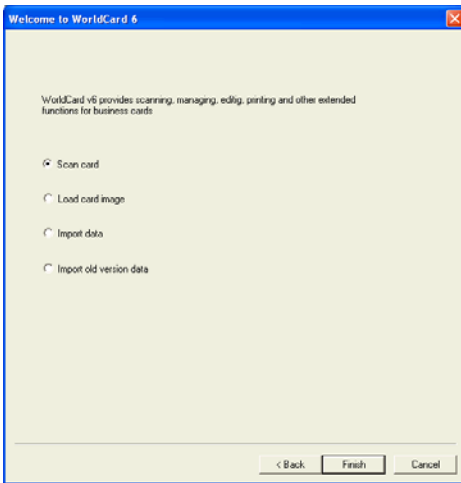 Welcome to WorldCard 6
WorldCard v6 provides scanning, managing, editig, printing and other extended
functions for business cards
Scan card
Load card image
Import data
Import old version data
< Back
Finish
Cancel